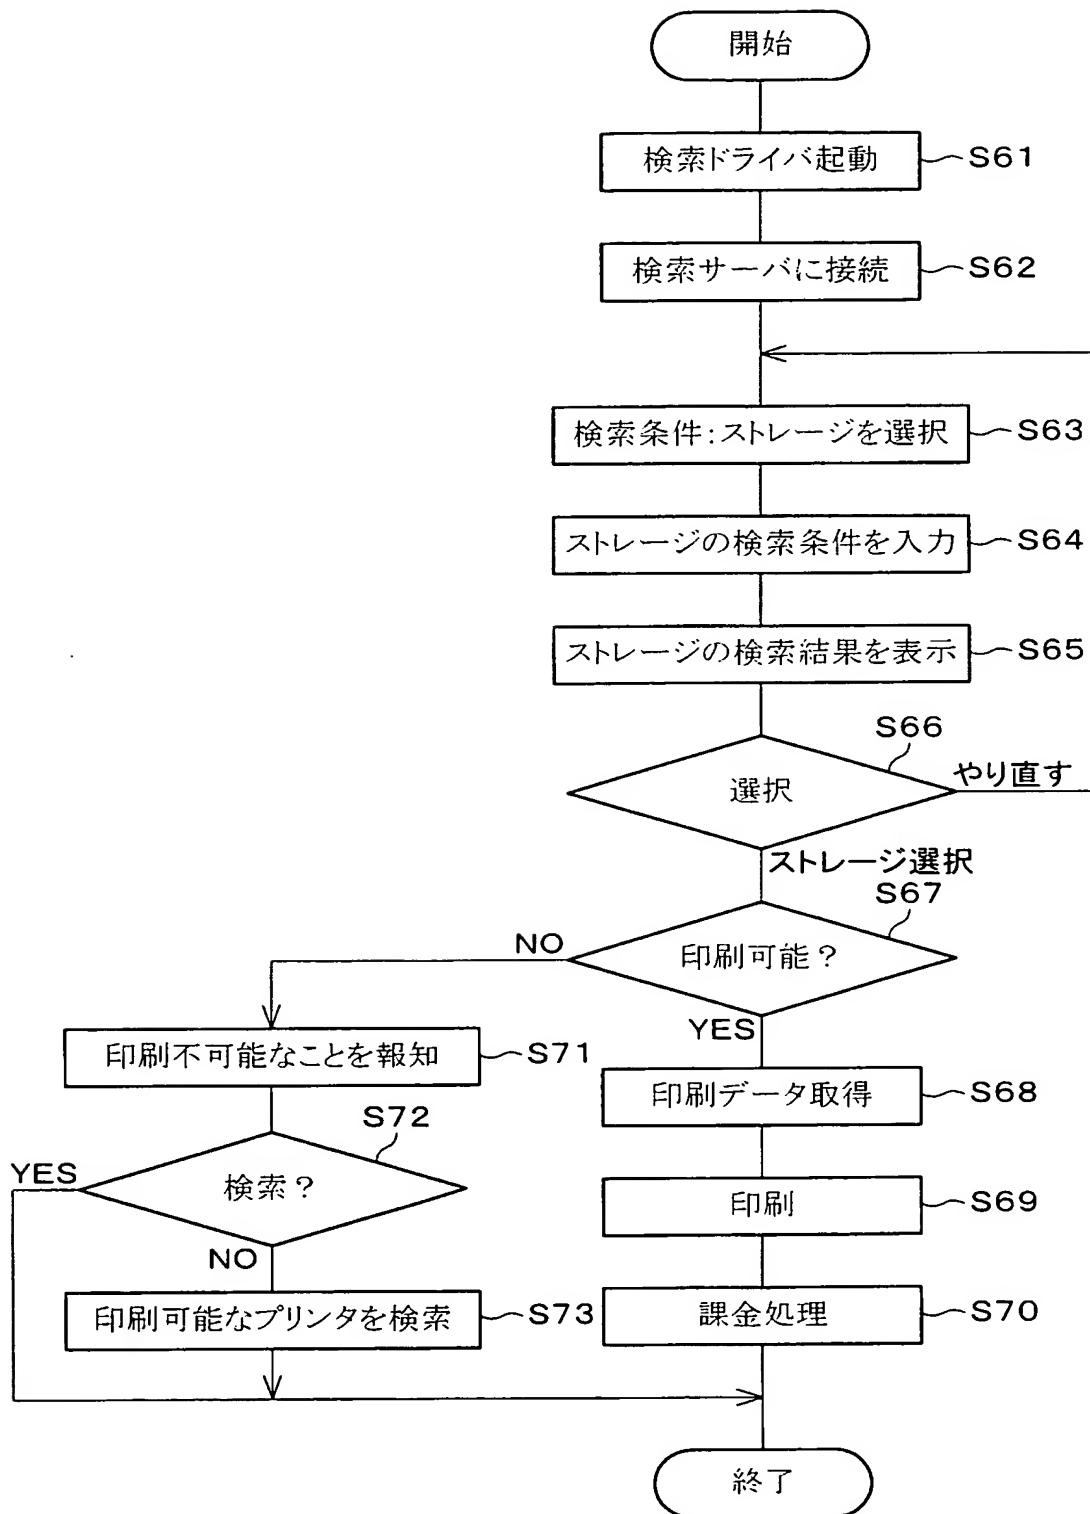 開始
検索ドライバ起動
S61
検索サーバに接続
S62
検索条件:ストレージを選択
S63
ストレージの検索条件を入力
S64
ストレージの検索結果を表示
S65
S66
選択
やり直す
ストレージ選択
S67
印刷可能?
NO
YES
印刷不可能なことを報知
S71
印刷データ取得
S68
S72
検索?
YES
NO
印刷
S69
印刷可能なプリンタを検索
S73
課金処理
S70
終了